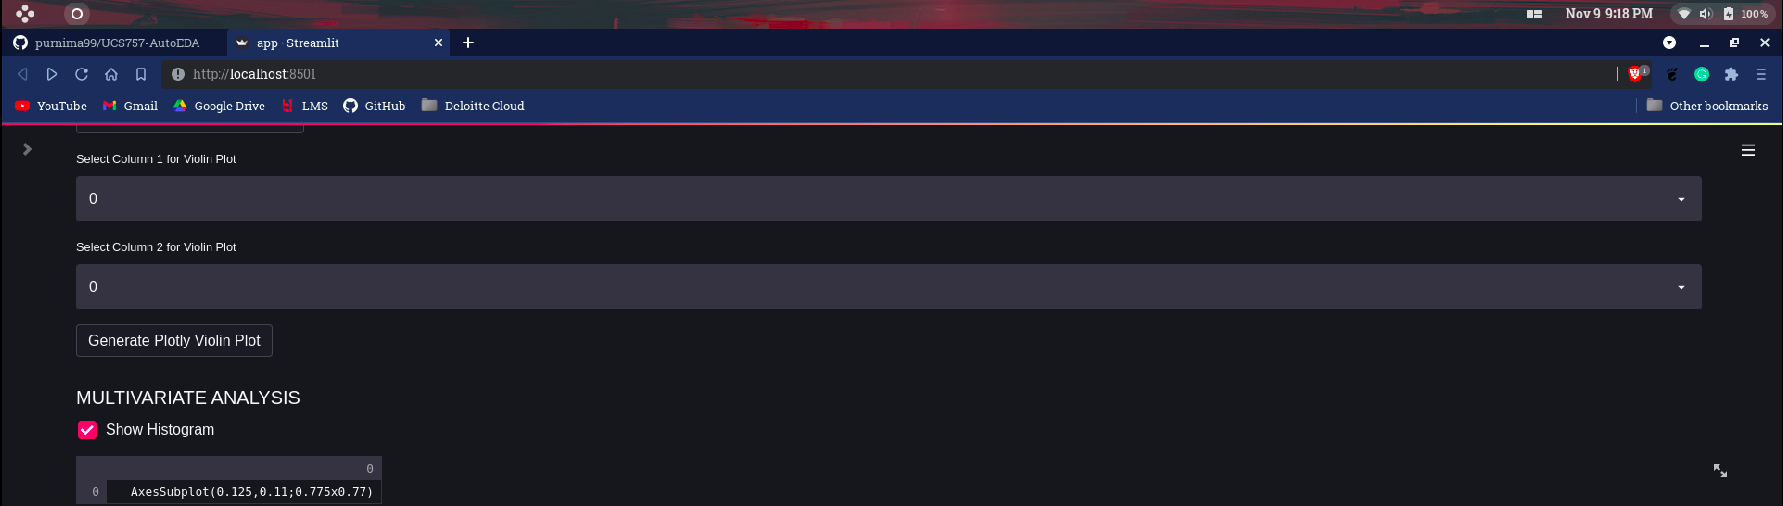 Nov 9 9:18 PM 100%
purnima99/UCS757-AutoEDA app · Streamlit
http://localhost:8501 1
YouTube Gmail Google Drive LMS GitHub Deloitte Cloud Other bookmarks
Select Column 1 for Violin Plot
0
Select Column 2 for Violin Plot
0
Generate Plotly Violin Plot
MULTIVARIATE ANALYSIS
Show Histogram
0
0 AxesSubplot(0.125,0.11;0.775x0.77)